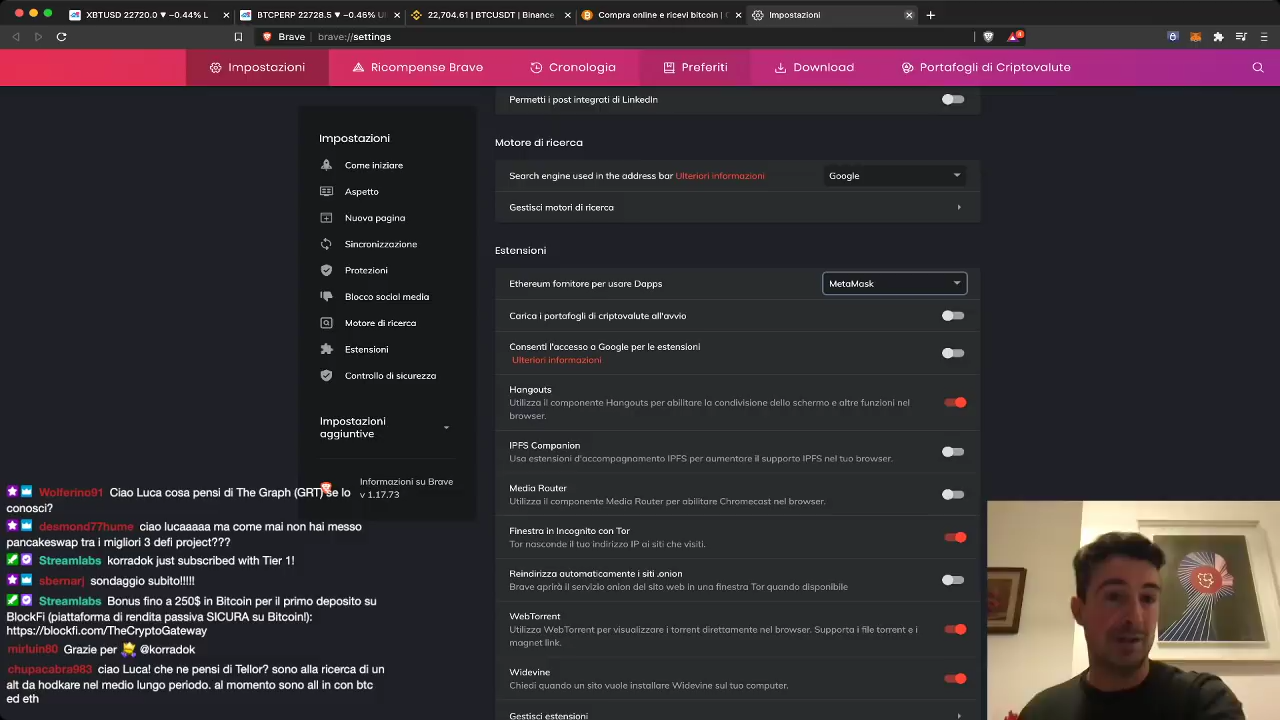 XBTUSD 22720.0 ▼ −0.44% L
BTCPERP 22728.5 ▼ −0.46% U
22,704.61 | BTCUSDT | Binance
Compra online e ricevi bitcoin |
Impostazioni
Brave | brave://settings
4
Impostazioni
Ricompense Brave
Cronologia
Preferiti
Download
Portafogli di Criptovalute
Impostazioni
Come iniziare
Aspetto
Nuova pagina
Sincronizzazione
Protezioni
Blocco social media
Motore di ricerca
Estensioni
Controllo di sicurezza
Impostazioni
aggiuntive
Informazioni su Brave
v 1.17.73
Permetti i post integrati di LinkedIn
Motore di ricerca
Search engine used in the address bar Ulteriori informazioni
Google
Gestisci motori di ricerca
Estensioni
Ethereum fornitore per usare Dapps
MetaMask
Carica i portafogli di criptovalute all'avvio
Consenti l'accesso a Google per le estensioni
Ulteriori informazioni
Hangouts
Utilizza il componente Hangouts per abilitare la condivisione dello schermo e altre funzioni nel
browser.
IPFS Companion
Usa estensioni d'accompagnamento IPFS per aumentare il supporto IPFS nel tuo browser.
Media Router
Utilizza il componente Media Router per abilitare Chromecast nel browser.
Finestra in Incognito con Tor
Tor nasconde il tuo indirizzo IP ai siti che visiti.
Reindirizza automaticamente i siti .onion
Brave aprirà il servizio onion del sito web in una finestra Tor quando disponibile
WebTorrent
Utilizza WebTorrent per visualizzare i torrent direttamente nel browser. Supporta i file torrent e i
magnet link.
Widevine
Chiedi quando un sito vuole installare Widevine sul tuo computer.
Gestisci estensioni
Wolferino91 Ciao Luca cosa pensi di The Graph (GRT) se lo
conosci?
desmond77hume ciao lucaaaaa ma come mai non hai messo
pancakeswap tra i migliori 3 defi project???
Streamlabs korradok just subscribed with Tier 1!
sbernarj sondaggio subito!!!!!
Streamlabs Bonus fino a 250$ in Bitcoin per il primo deposito su
BlockFi (piattaforma di rendita passiva SICURA su Bitcoin!):
https://blockfi.com/TheCryptoGateway
mirluin80 Grazie per @korradok
chupacabra983 ciao Luca! che ne pensi di Tellor? sono alla ricerca di un
alt da hodkare nel medio lungo periodo. al momento sono all in con btc
ed eth